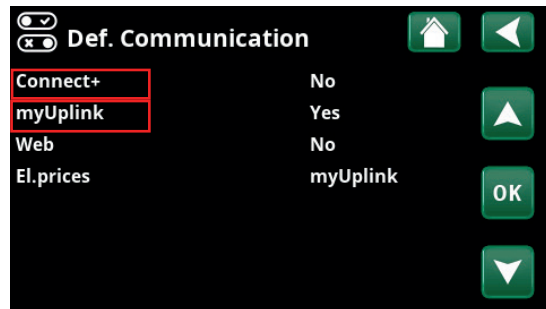 Def. Communication
Connect+ No
myUplink Yes
Web No
El.prices myUplink
OK